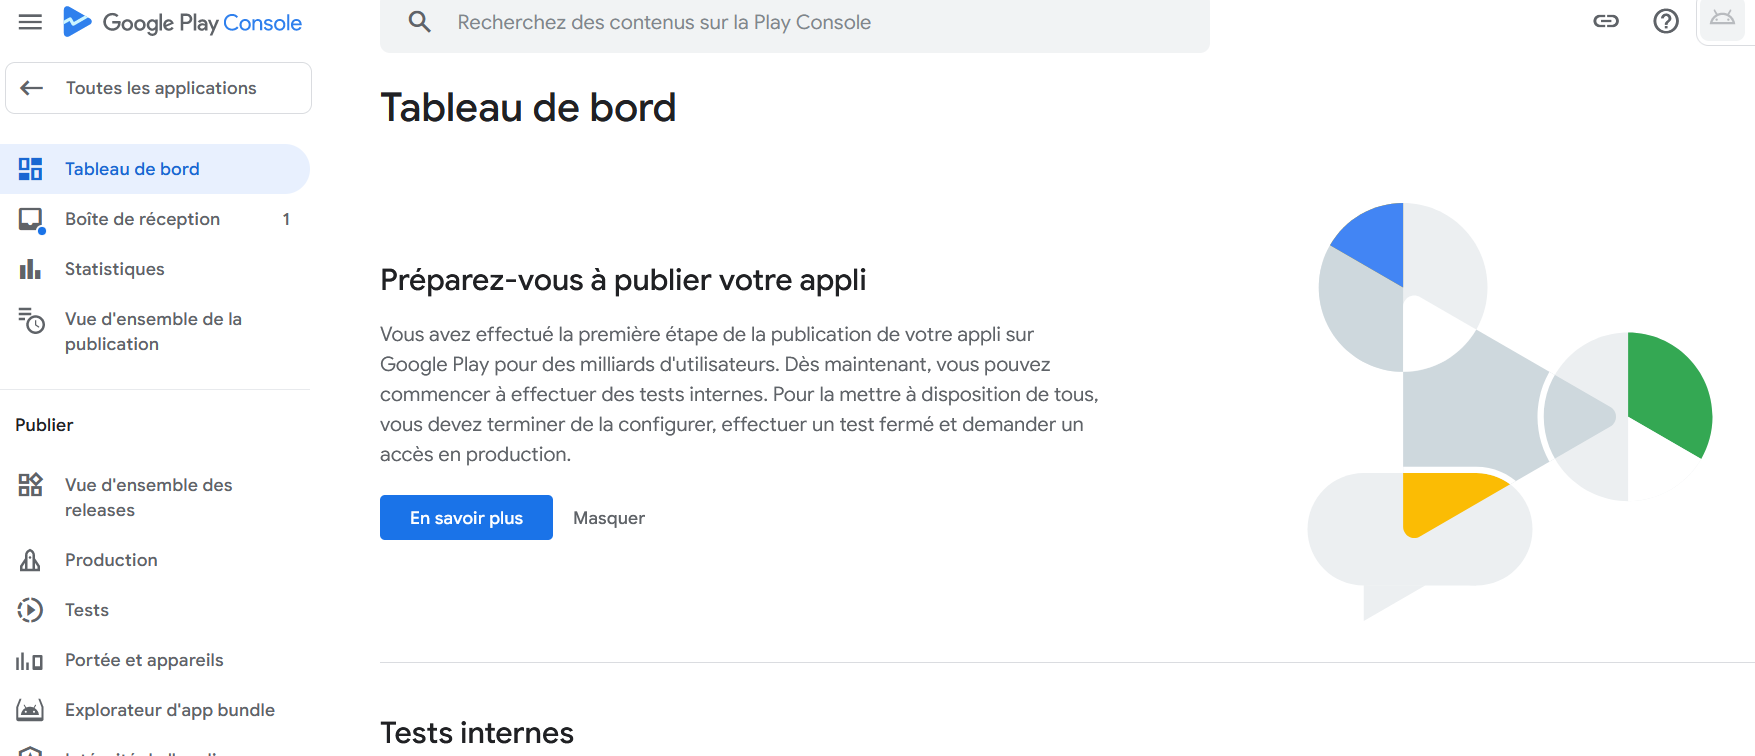 Google Play Console
Recherchez des contenus sur la Play Console
Toutes les applications
Tableau de bord
Boîte de réception 1
Statistiques
Vue d'ensemble de la
publication
Publier
Vue d'ensemble des
releases
Production
Tests
Portée et appareils
Explorateur d'app bundle
Tableau de bord
Préparez-vous à publier votre appli
Vous avez effectué la première étape de la publication de votre appli sur
Google Play pour des milliards d'utilisateurs. Dès maintenant, vous pouvez
commencer à effectuer des tests internes. Pour la mettre à disposition de tous,
vous devez terminer de la configurer, effectuer un test fermé et demander un
accès en production.
En savoir plus Masquer
Tests internes